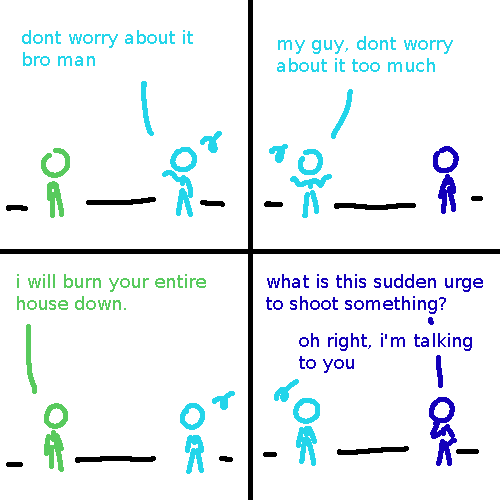 dont worry about it
bro man
my guy, dont worry
about it too much
i will burn your entire
house down.
what is this sudden urge
to shoot something?
oh right, i'm talking
to you